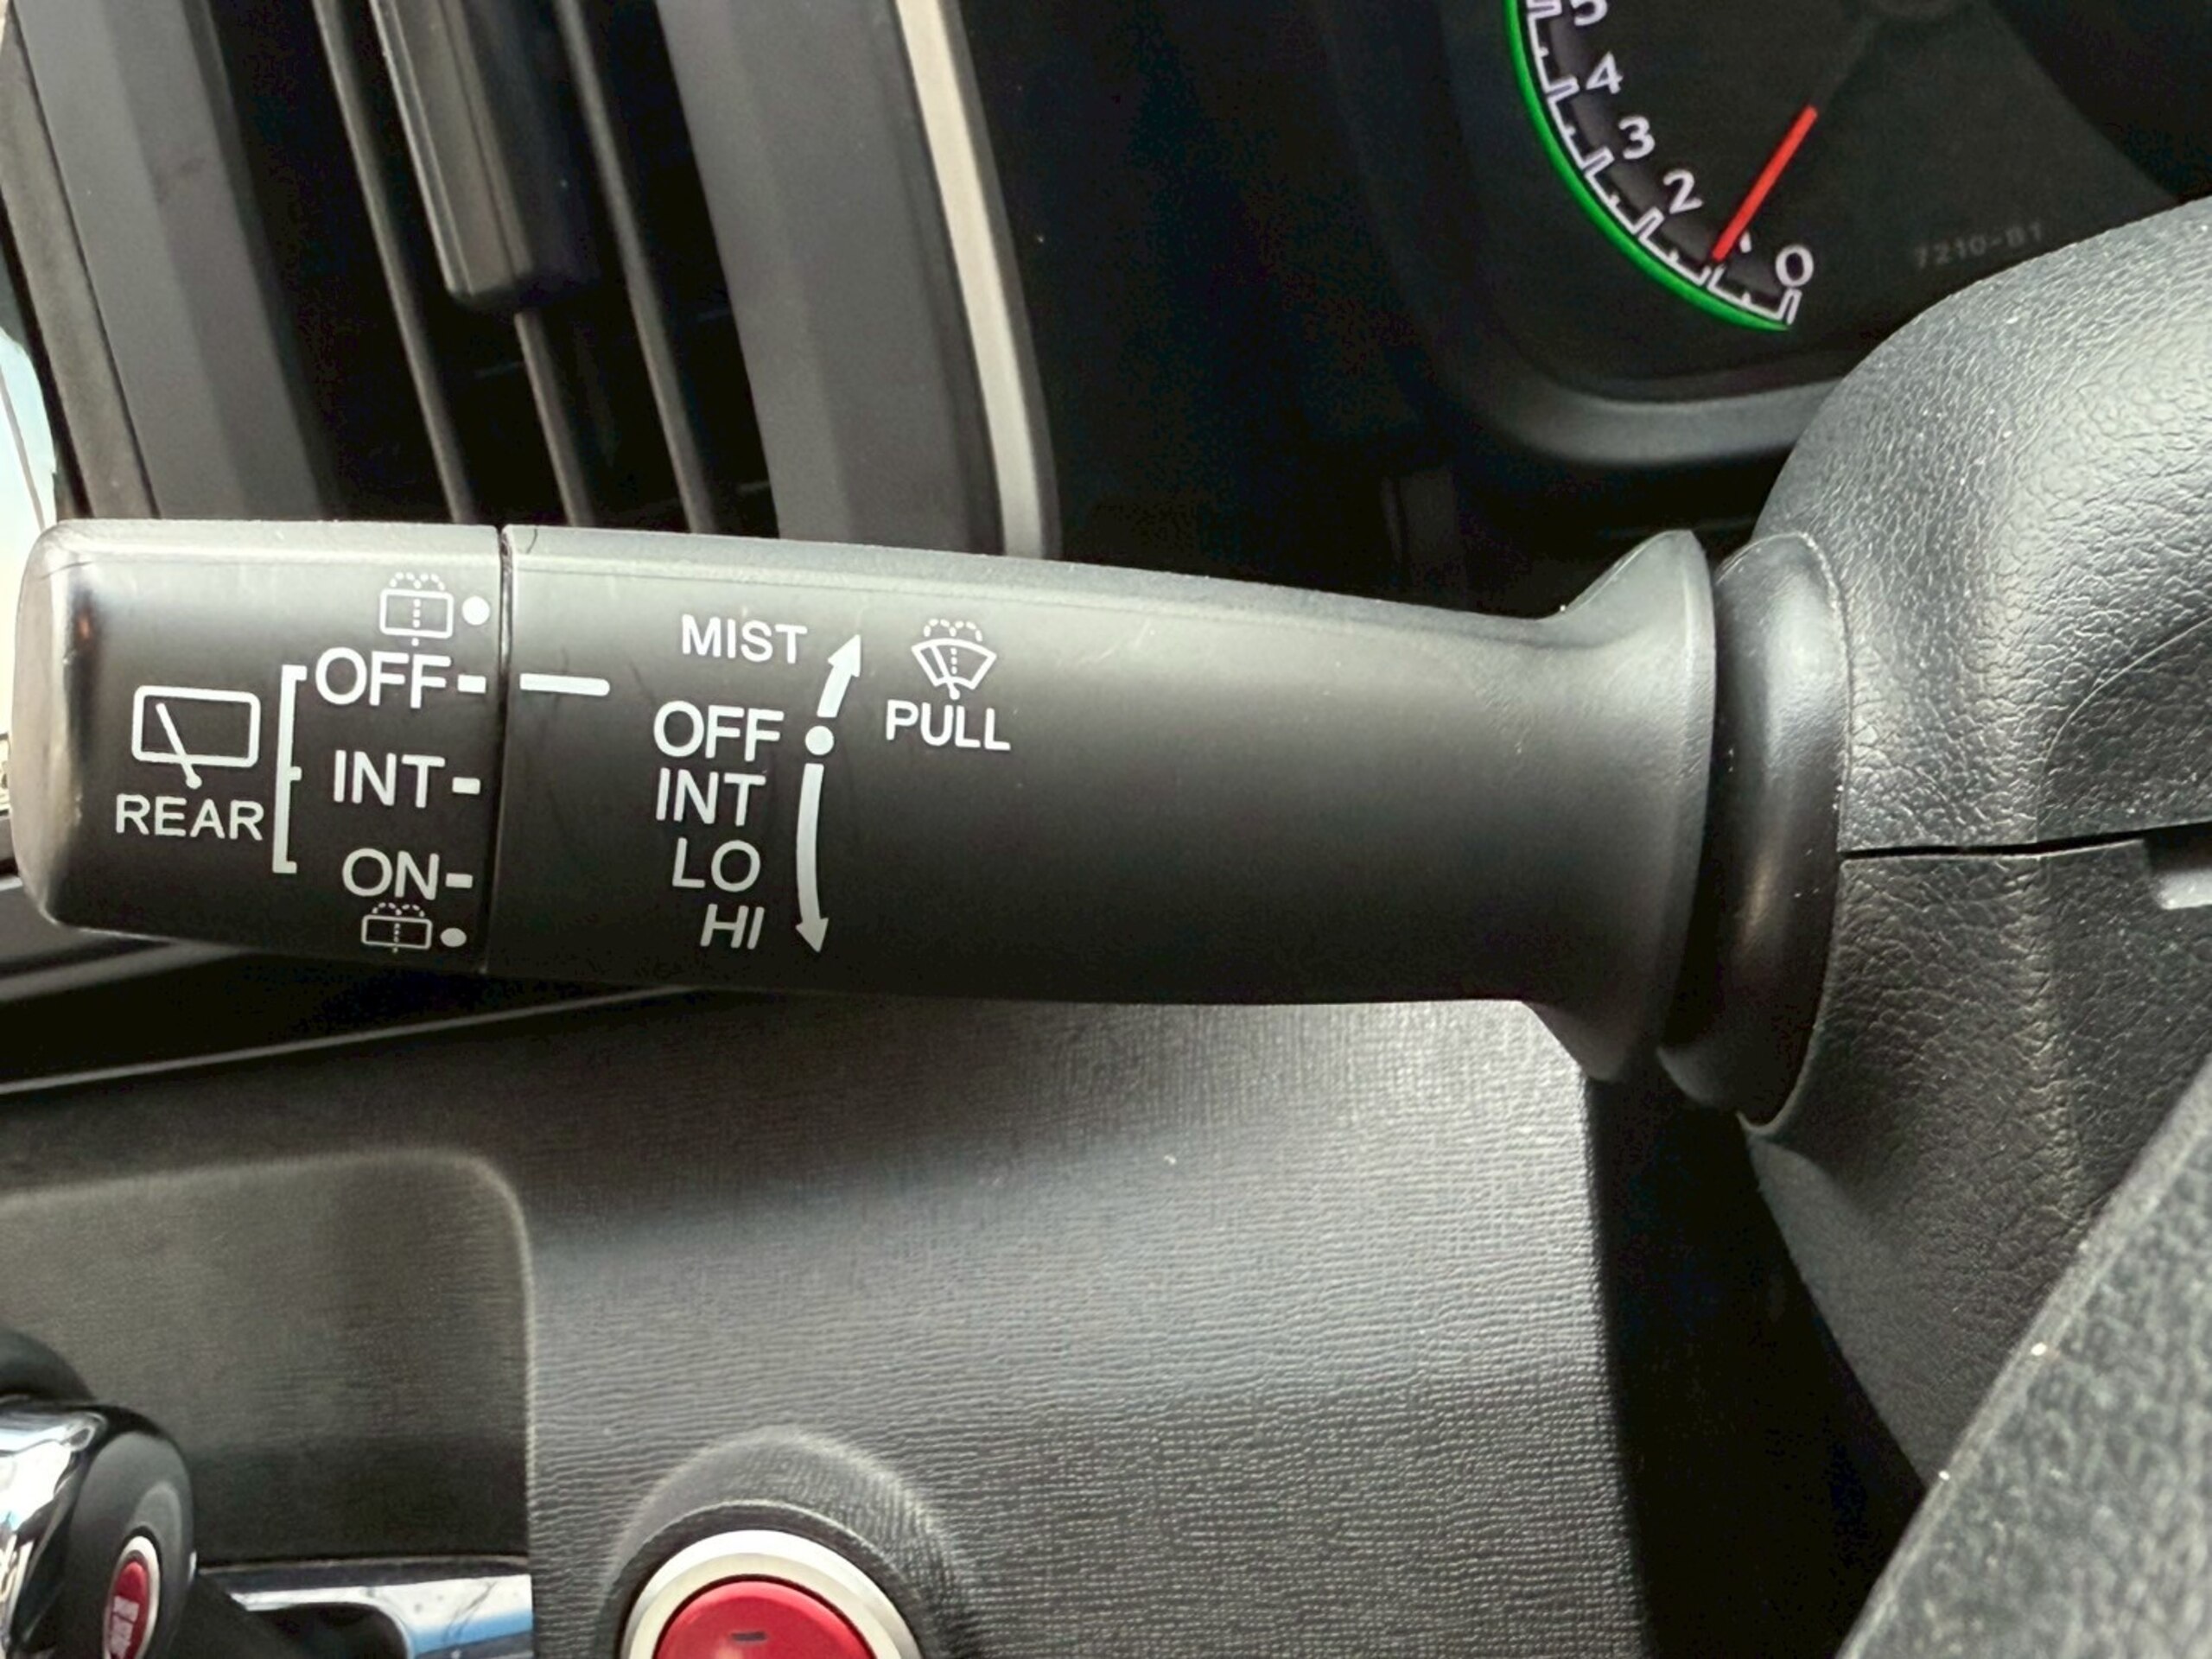 5
4
3
2
0
7210-B1
OFF
INT
ON
REAR
MIST
OFF
INT
LO
HI
PULL